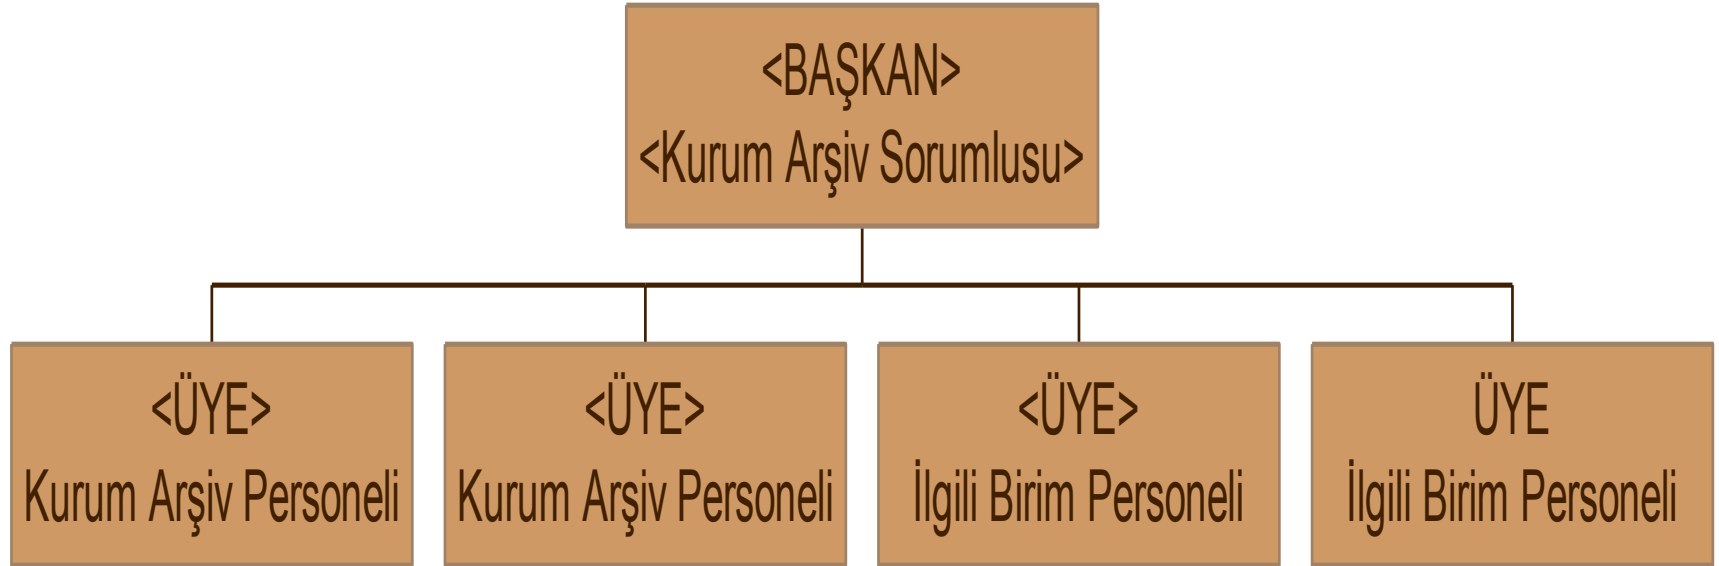 <BAŞKAN>
<Kurum Arşiv Sorumlusu>
<ÜYE>
Kurum Arşiv Personeli
<ÜYE>
Kurum Arşiv Personeli
<ÜYE>
İlgili Birim Personeli
ÜYE
İlgili Birim Personeli